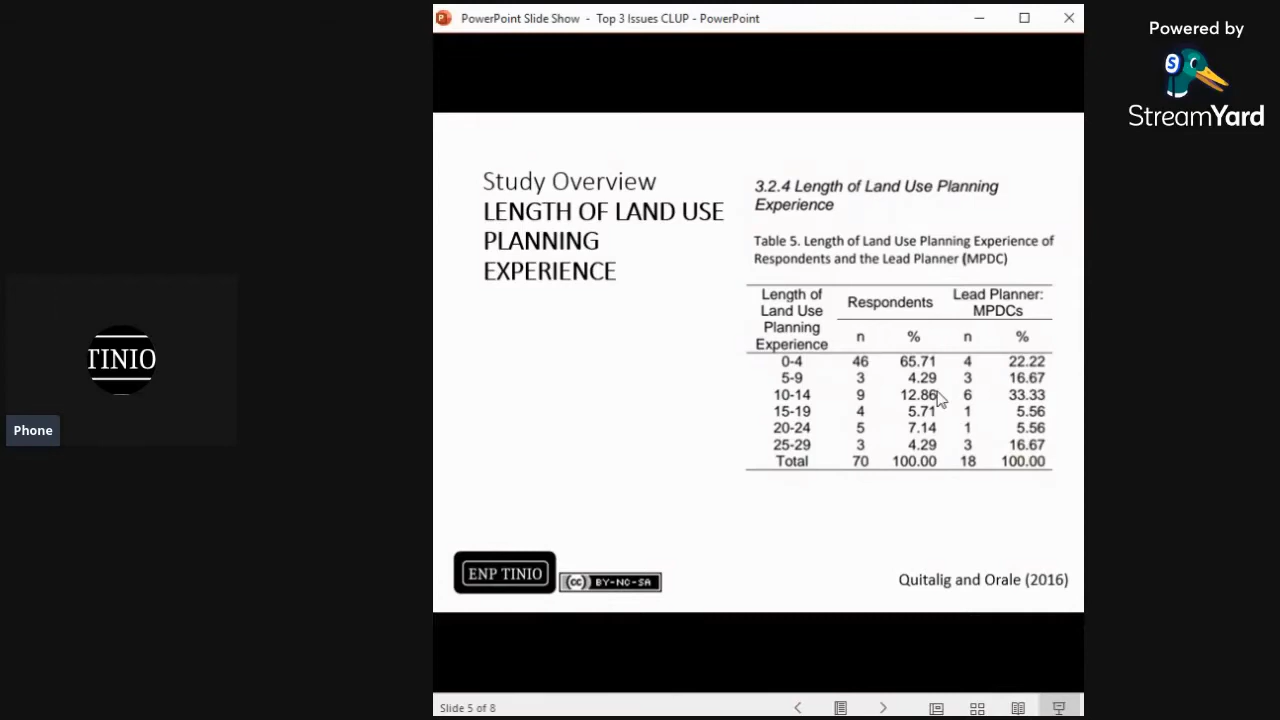 PowerPoint Slide Show - Top 3 Issues CLUP - PowerPoint
Powered by
S
StreamYard
Study Overview
LENGTH OF LAND USE
PLANNING
EXPERIENCE
3.2.4 Length of Land Use Planning
Experience
Table 5. Length of Land Use Planning Experience of
Respondents and the Lead Planner (MPDC)
Length of Land Use Planning Experience Respondents Lead Planner: MPDCs
n % n %
0-4 46 65.71 4 22.22
5-9 3 4.29 3 16.67
10-14 9 12.86 6 33.33
15-19 4 5.71 1 5.56
20-24 5 7.14 1 5.56
25-29 3 4.29 3 16.67
Total 70 100.00 18 100.00
TINIO
Phone
ENP TINIO
cc BY-NC-SA
Quitalig and Orale (2016)
Slide 5 of 8